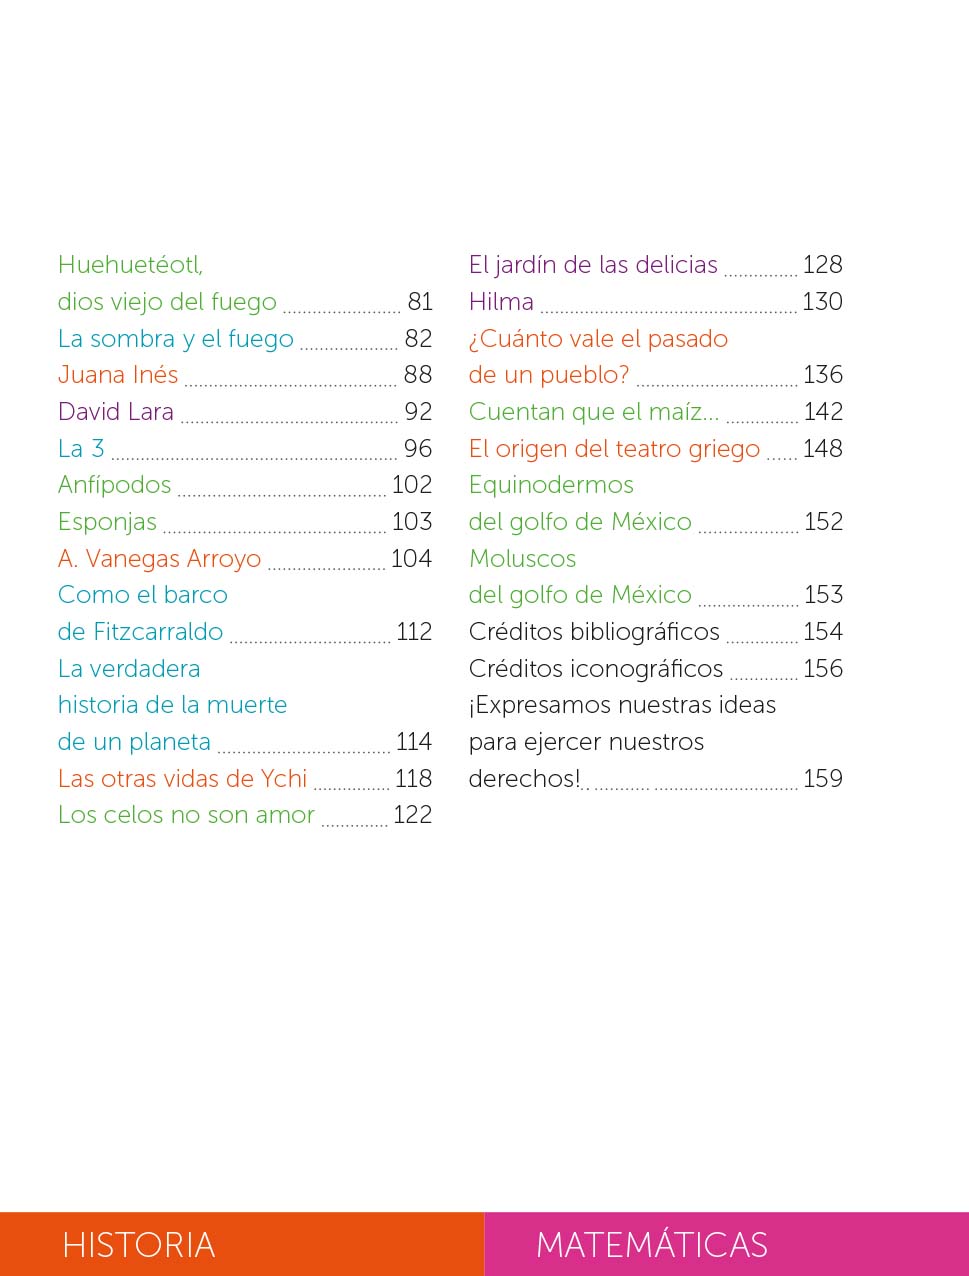 Huehuetéotl,
dios viejo del fuego ........................ 81
La sombra y el fuego .................... 82
Juana Inés ........................................... 88
David Lara ............................................ 92
La 3 .......................................................... 96
Anfípodos ........................................... 102
Esponjas .............................................. 103
A. Vanegas Arroyo ........................ 104
Como el barco
de Fitzcarraldo ................................. 112
La verdadera
historia de la muerte
de un planeta ................................... 114
Las otras vidas de Ychi ................ 118
Los celos no son amor .............. 122
El jardín de las delicias ............... 128
Hilma .................................................... 130
¿Cuánto vale el pasado
de un pueblo? ................................. 136
Cuentan que el maíz... ............... 142
El origen del teatro griego ...... 148
Equinodermos
del golfo de México ..................... 152
Moluscos
del golfo de México ..................... 153
Créditos bibliográficos ............... 154
Créditos iconográficos .............. 156
¡Expresamos nuestras ideas
para ejercer nuestros
derechos!.. ........... ............................. 159
HISTORIA
MATEMÁTICAS